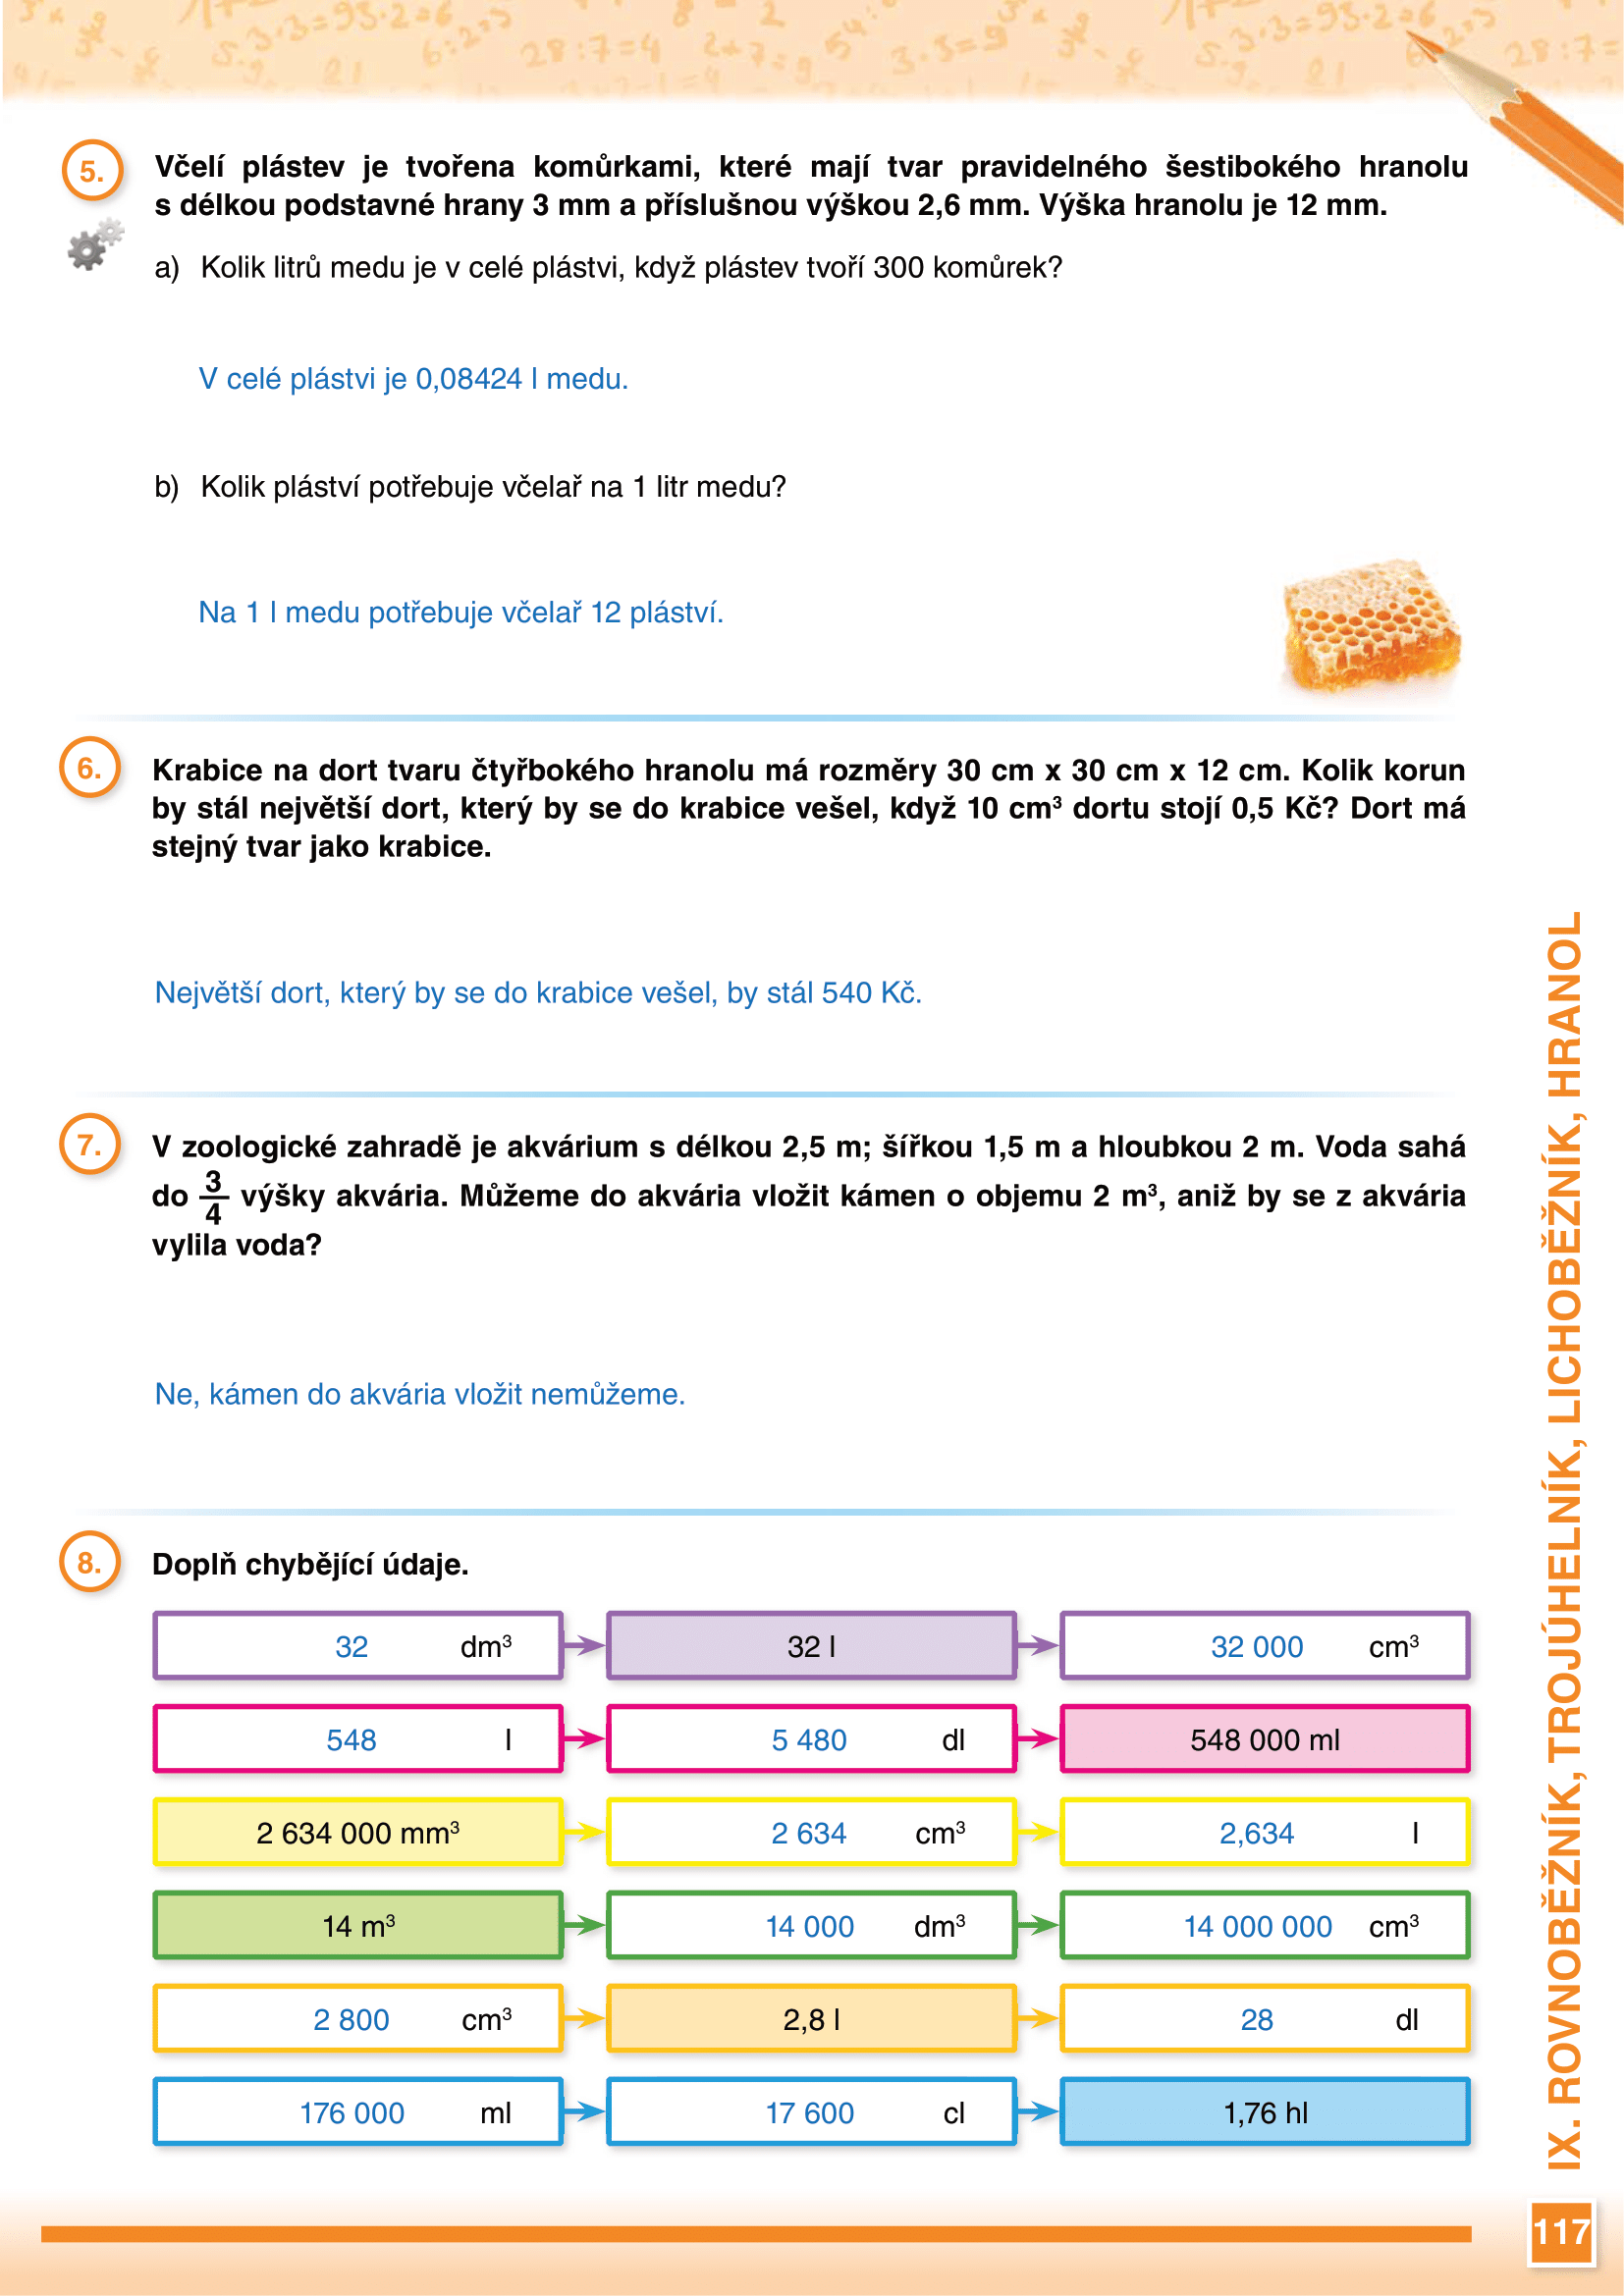 5.
Včelí plástev je tvořena komůrkami, které mají tvar pravidelného šestibokého hranolu
s délkou podstavné hrany 3 mm a příslušnou výškou 2,6 mm. Výška hranolu je 12 mm.
a) Kolik litrů medu je v celé plástvi, když plástev tvoří 300 komůrek?
V celé plástvi je 0,08424 l medu.
b) Kolik pláství potřebuje včelař na 1 litr medu?
Na 1 l medu potřebuje včelař 12 pláství.
6.
Krabice na dort tvaru čtyřbokého hranolu má rozměry 30 cm x 30 cm x 12 cm. Kolik korun
by stál největší dort, který by se do krabice vešel, když 10 cm³ dortu stojí 0,5 Kč? Dort má
stejný tvar jako krabice.
Největší dort, který by se do krabice vešel, by stál 540 Kč.
7.
V zoologické zahradě je akvárium s délkou 2,5 m; šířkou 1,5 m a hloubkou 2 m. Voda sahá
do 3/4 výšky akvária. Můžeme do akvária vložit kámen o objemu 2 m³, aniž by se z akvária
vylila voda?
Ne, kámen do akvária vložit nemůžeme.
8.
Doplň chybějící údaje.
32 dm³ 32 l 32 000 cm³
548 l 5 480 dl 548 000 ml
2 634 000 mm³ 2 634 cm³ 2,634 l
14 m³ 14 000 dm³ 14 000 000 cm³
2 800 cm³ 2,8 l 28 dl
176 000 ml 17 600 cl 1,76 hl
IX. ROVNOBĚŽNÍK, TROJÚHELNÍK, LICHOBĚŽNÍK, HRANOL
117